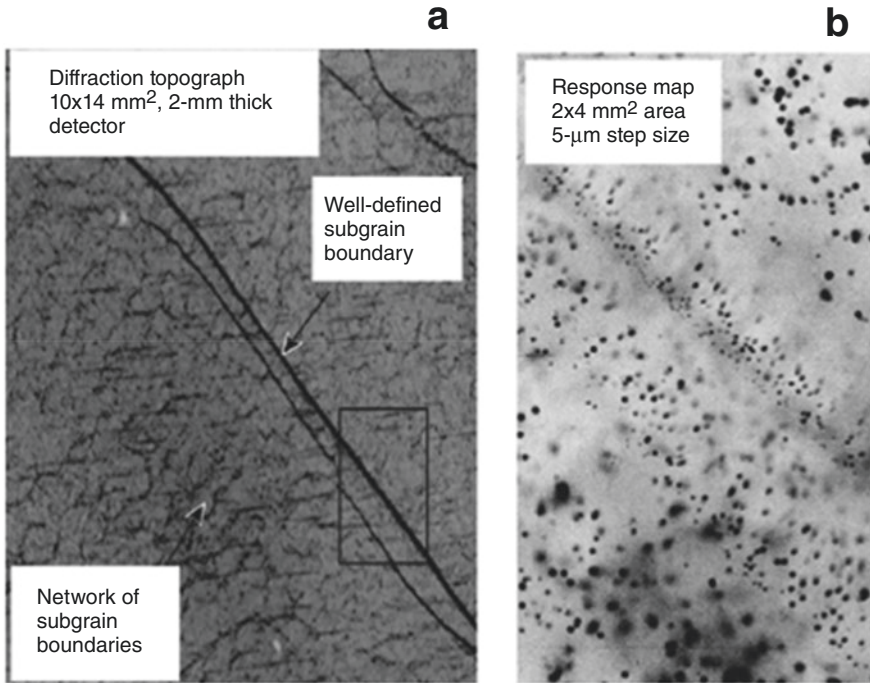 a
Diffraction topograph
10x14 mm², 2-mm thick
detector
Well-defined
subgrain
boundary
Network of
subgrain
boundaries
b
Response map
2x4 mm² area
5-μm step size